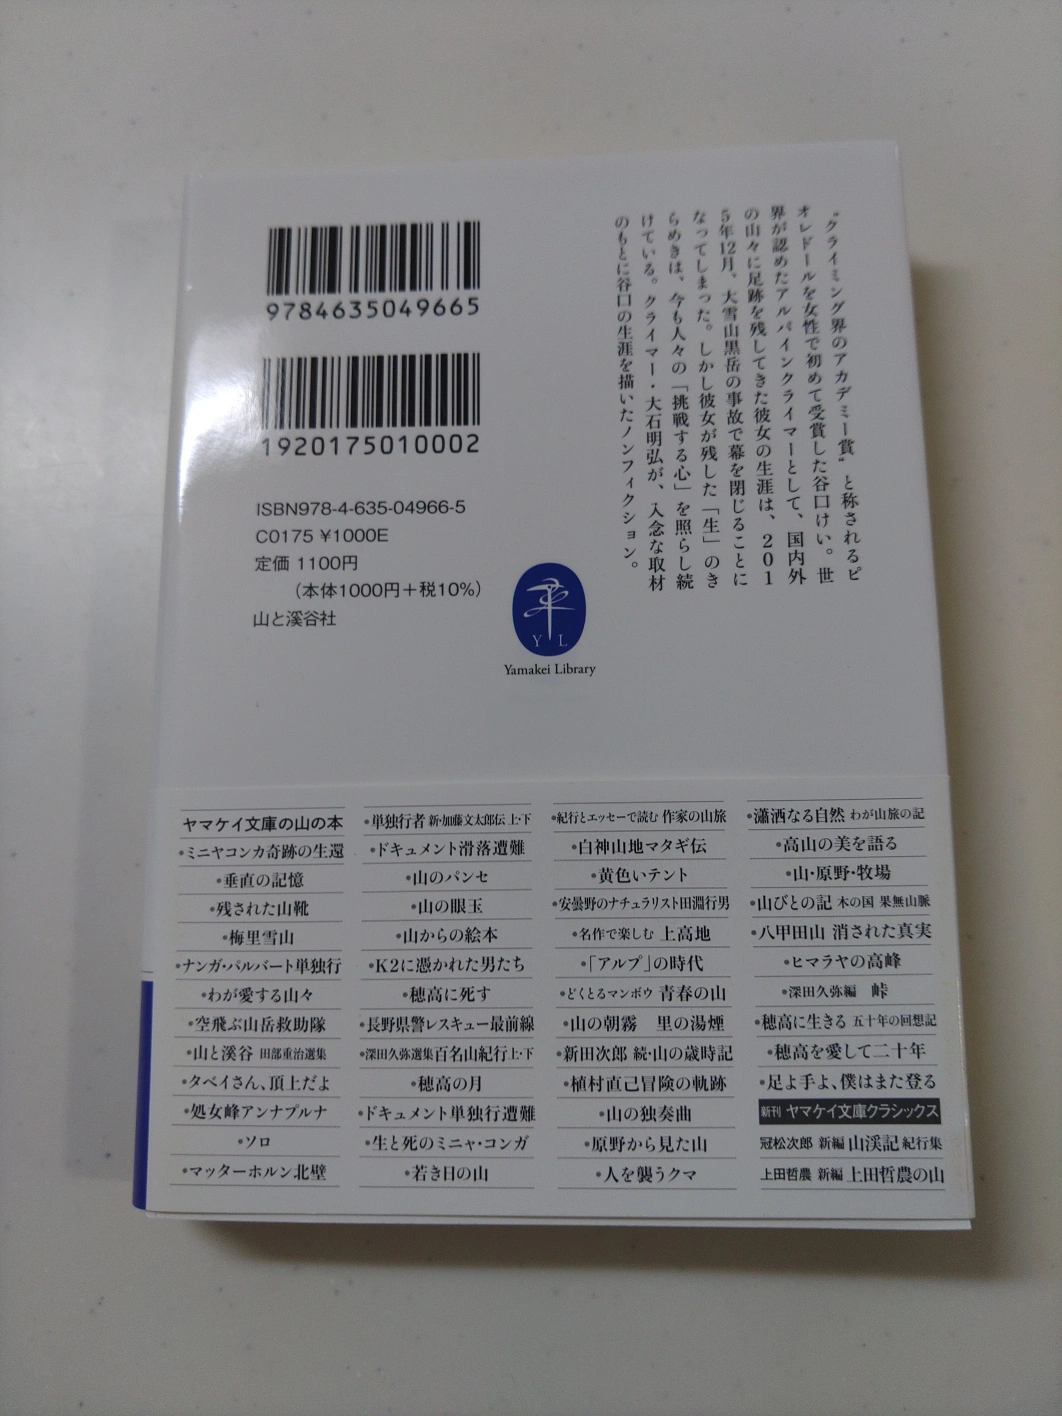 “クライミング界のアカデミー賞”と称されるピ
オレドールを女性で初めて受賞した谷口けい。世
界が認めたアルパインクライマーとして、国内外
の山々に足跡を残してきた彼女の生涯は、201
5年12月、大雪山黒岳の事故で幕を閉じることに
なってしまった。しかし彼女が残した「生」のき
らめきは、今も人々の「挑戦する心」を照らし続
けている。クライマー・大石明弘が、入念な取材
のもとに谷口の生涯を描いたノンフィクション。
9784635049665
1920175010002
ISBN978-4-635-04966-5
C0175 ¥1000E
定価 1100円
(本体1000円+税10%)
山と溪谷社
Y L
Yamakei Library
ヤマケイ文庫の山の本
•ミニヤコンカ奇跡の生還
•垂直の記憶
•残された山靴
•梅里雪山
•ナンガ・パルバート単独行
•わが愛する山々
•空飛ぶ山岳救助隊
•山と溪谷 田部重治選集
•タベイさん、頂上だよ
•処女峰アンナプルナ
•ソロ
•マッターホルン北壁
•単独行者 新・加藤文太郎伝 上・下
•ドキュメント滑落遭難
•山のパンセ
•山の眼玉
•山からの絵本
•K2に憑かれた男たち
•穂高に死す
•長野県警レスキュー最前線
•深田久弥選集百名山紀行上・下
•穂高の月
•ドキュメント単独行遭難
•生と死のミニャ・コンガ
•若き日の山
•紀行とエッセーで読む 作家の山旅
•白神山地マタギ伝
•黄色いテント
•安曇野のナチュラリスト田淵行男
•名作で楽しむ 上高地
•「アルプ」の時代
•どくとるマンボウ 青春の山
•山の朝霧 里の湯煙
•新田次郎 続・山の歳時記
•植村直己冒険の軌跡
•山の独奏曲
•原野から見た山
•人を襲うクマ
•瀟洒なる自然 わが山旅の記
•高山の美を語る
•山・原野・牧場
•山びとの記 木の国 果無山脈
•八甲田山 消された真実
•ヒマラヤの高峰
•深田久弥編 峠
•穂高に生きる 五十年の回想記
•穂高を愛して二十年
•足よ手よ、僕はまた登る
新刊 ヤマケイ文庫クラシックス
冠松次郎 新編 山渓記 紀行集
上田哲農 新編 上田哲農の山